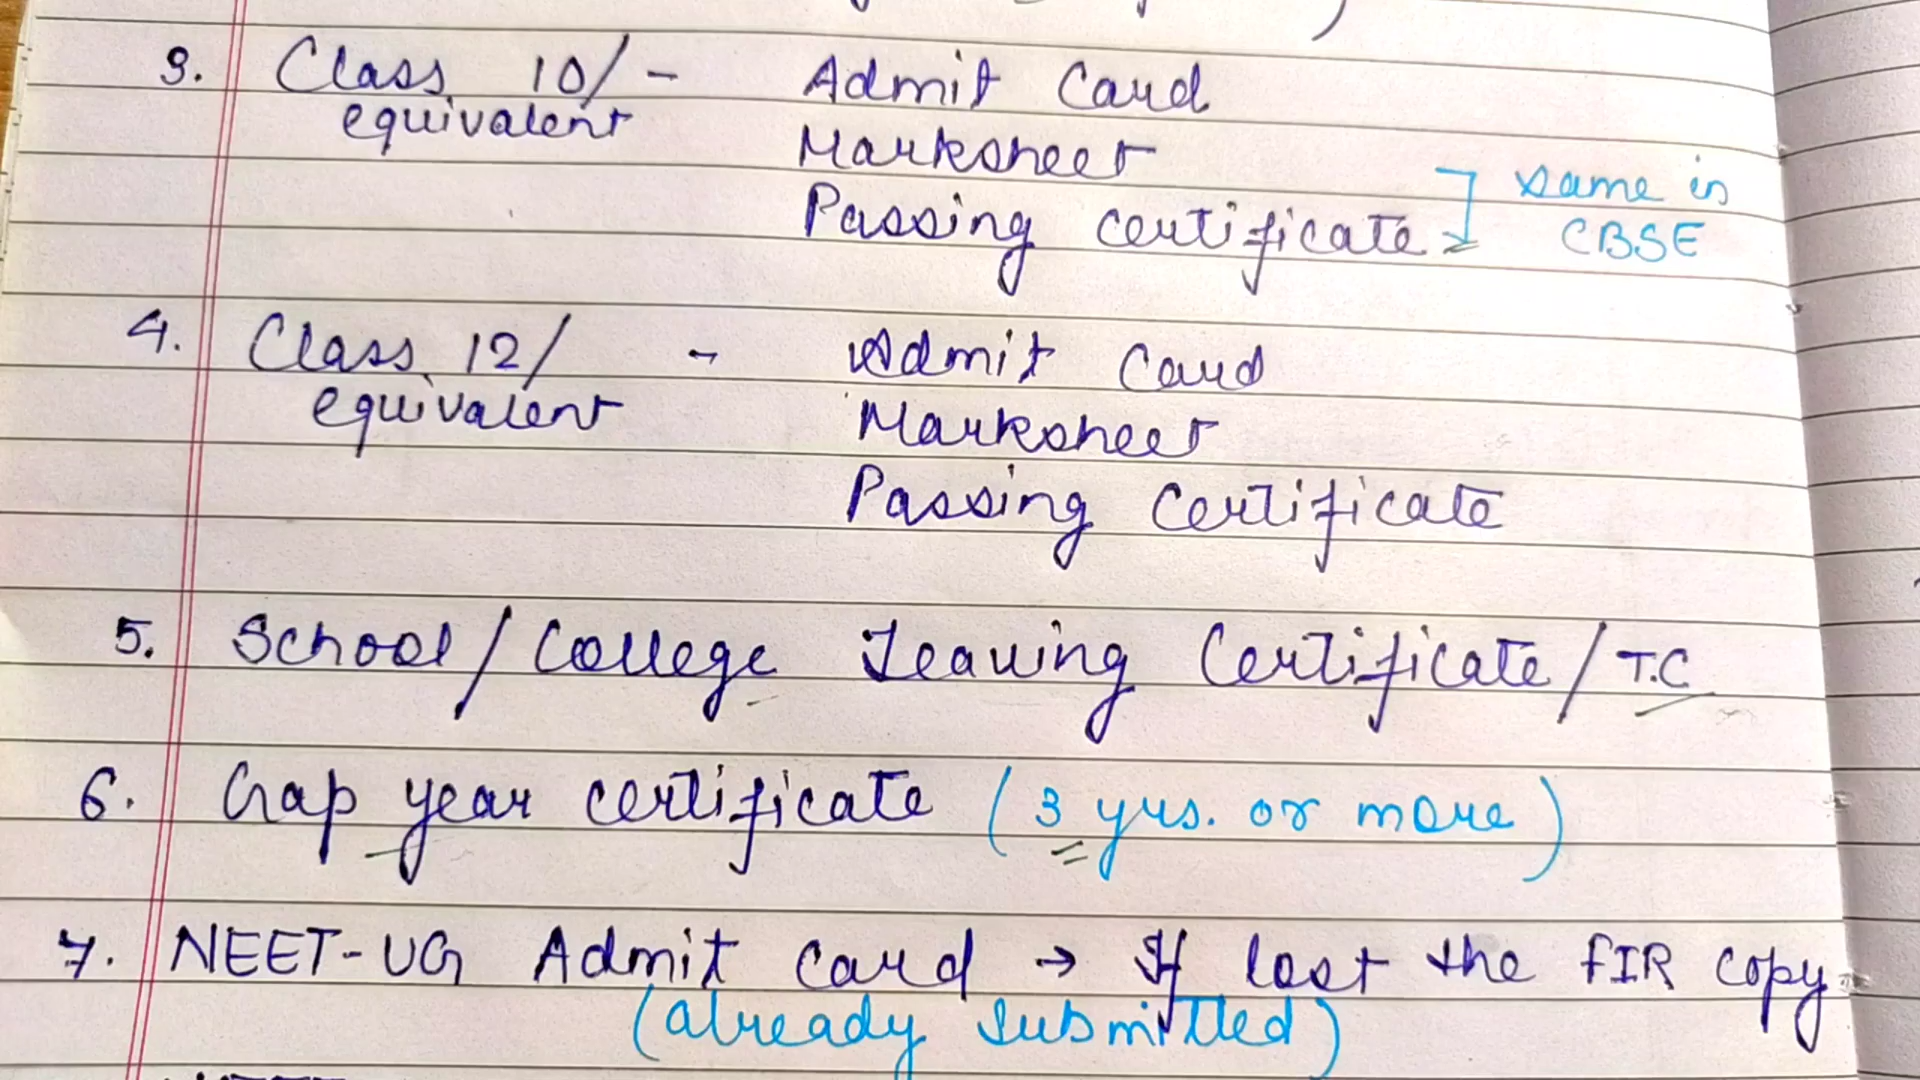 3. Class 10/ - Admit Card
equivalent
Marksheet
Passing certificate
same in
CBSE
4. Class 12/ - Admit Card
equivalent
Marksheet
Passing Certificate
5. School/College Leaving Certificate/T.C
6. Gap year certificate (3 yrs. or more)
7. NEET-UG Admit Card → If lost the FIR copy
(already submitted)